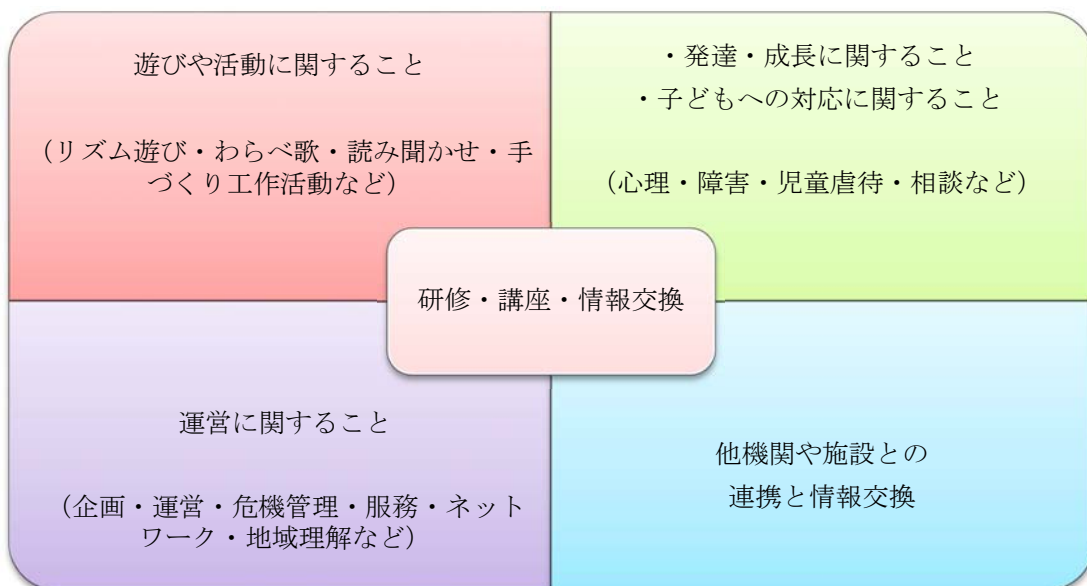 遊びや活動に関すること
（リズム遊び・わらべ歌・読み聞かせ・手
づくり工作活動など）
・発達・成長に関すること
・子どもへの対応に関すること
（心理・障害・児童虐待・相談など）
研修・講座・情報交換
運営に関すること
（企画・運営・危機管理・服務・ネット
ワーク・地域理解など）
他機関や施設との
連携と情報交換